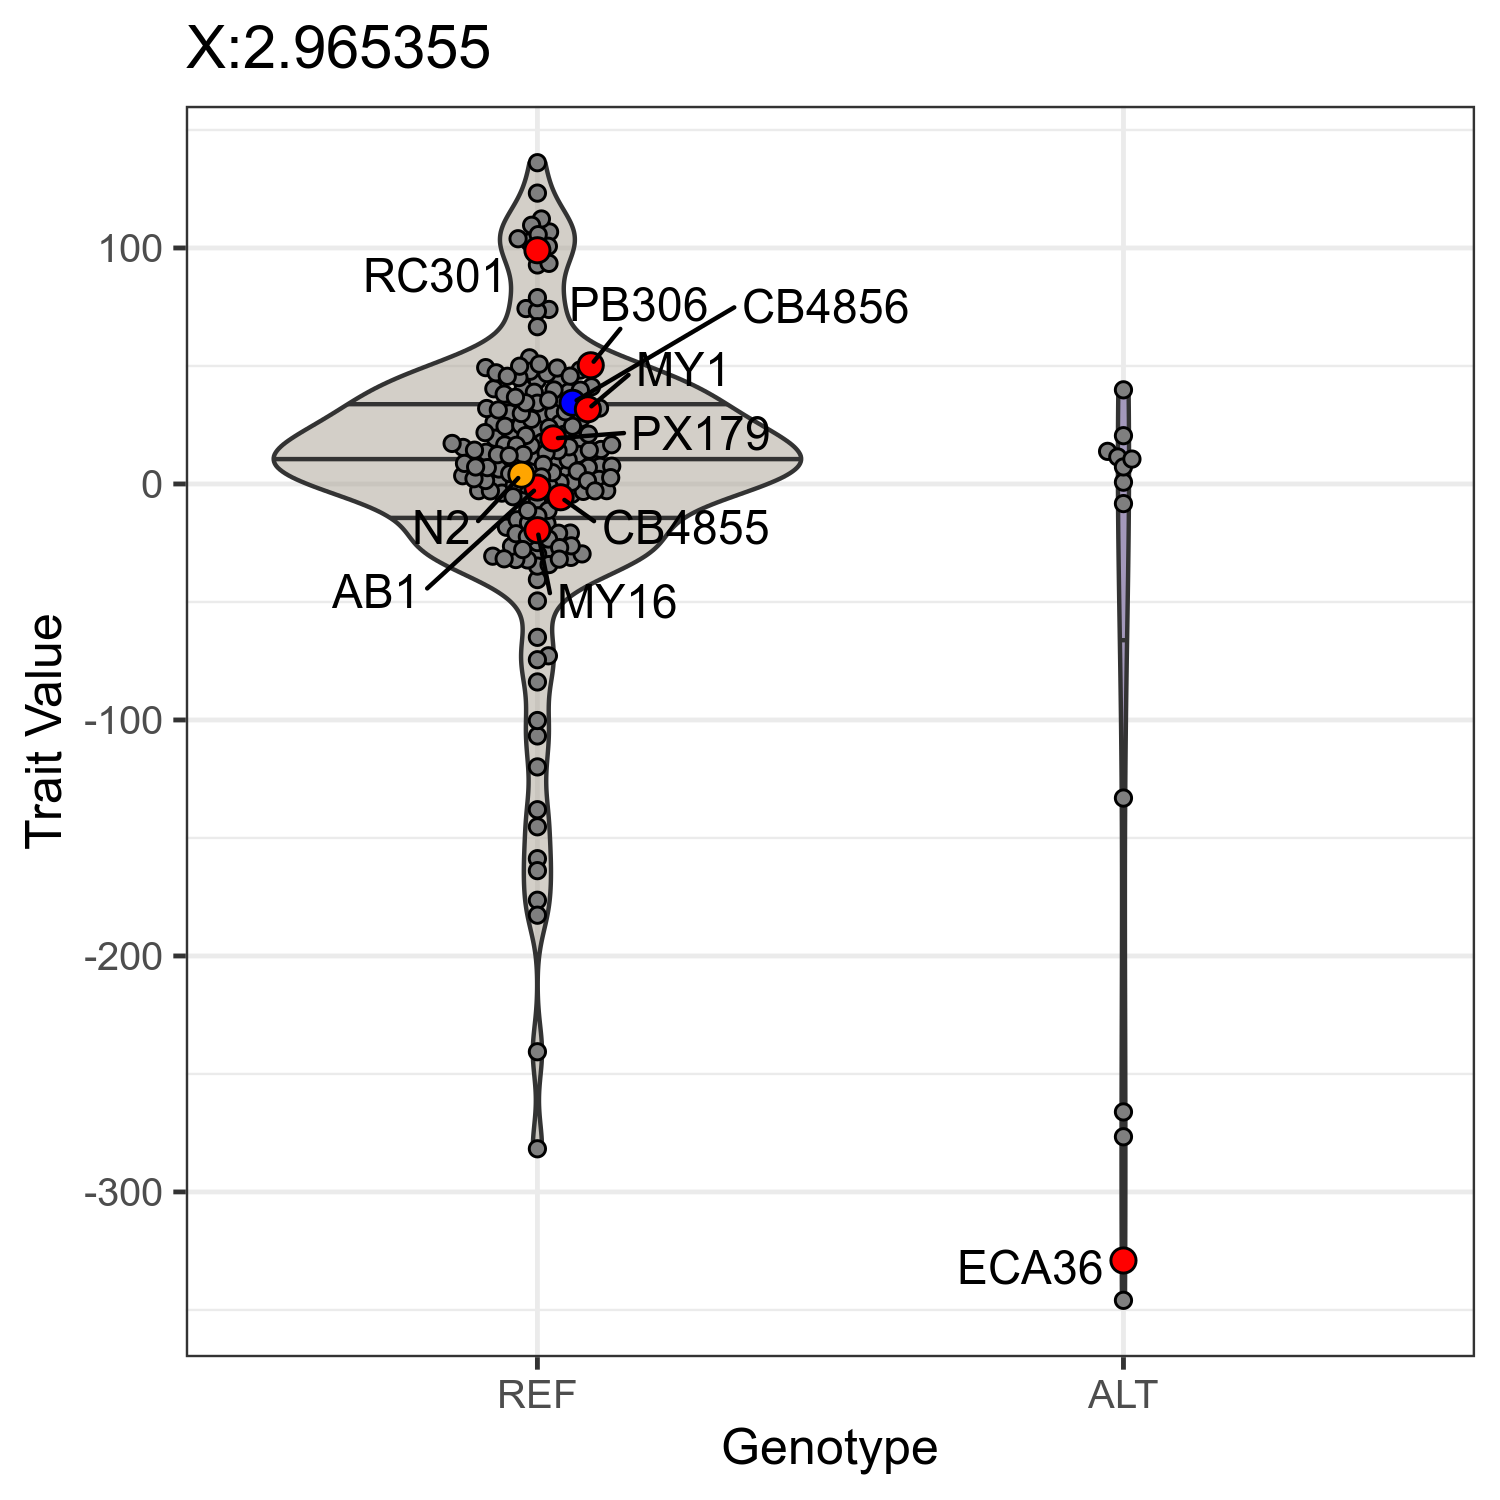 X:2.965355
Trait Value
100
0
-100
-200
-300
RC301
PB306
CB4856
MY1
PX179
N2
CB4855
AB1
MY16
ECA36
REF
ALT
Genotype